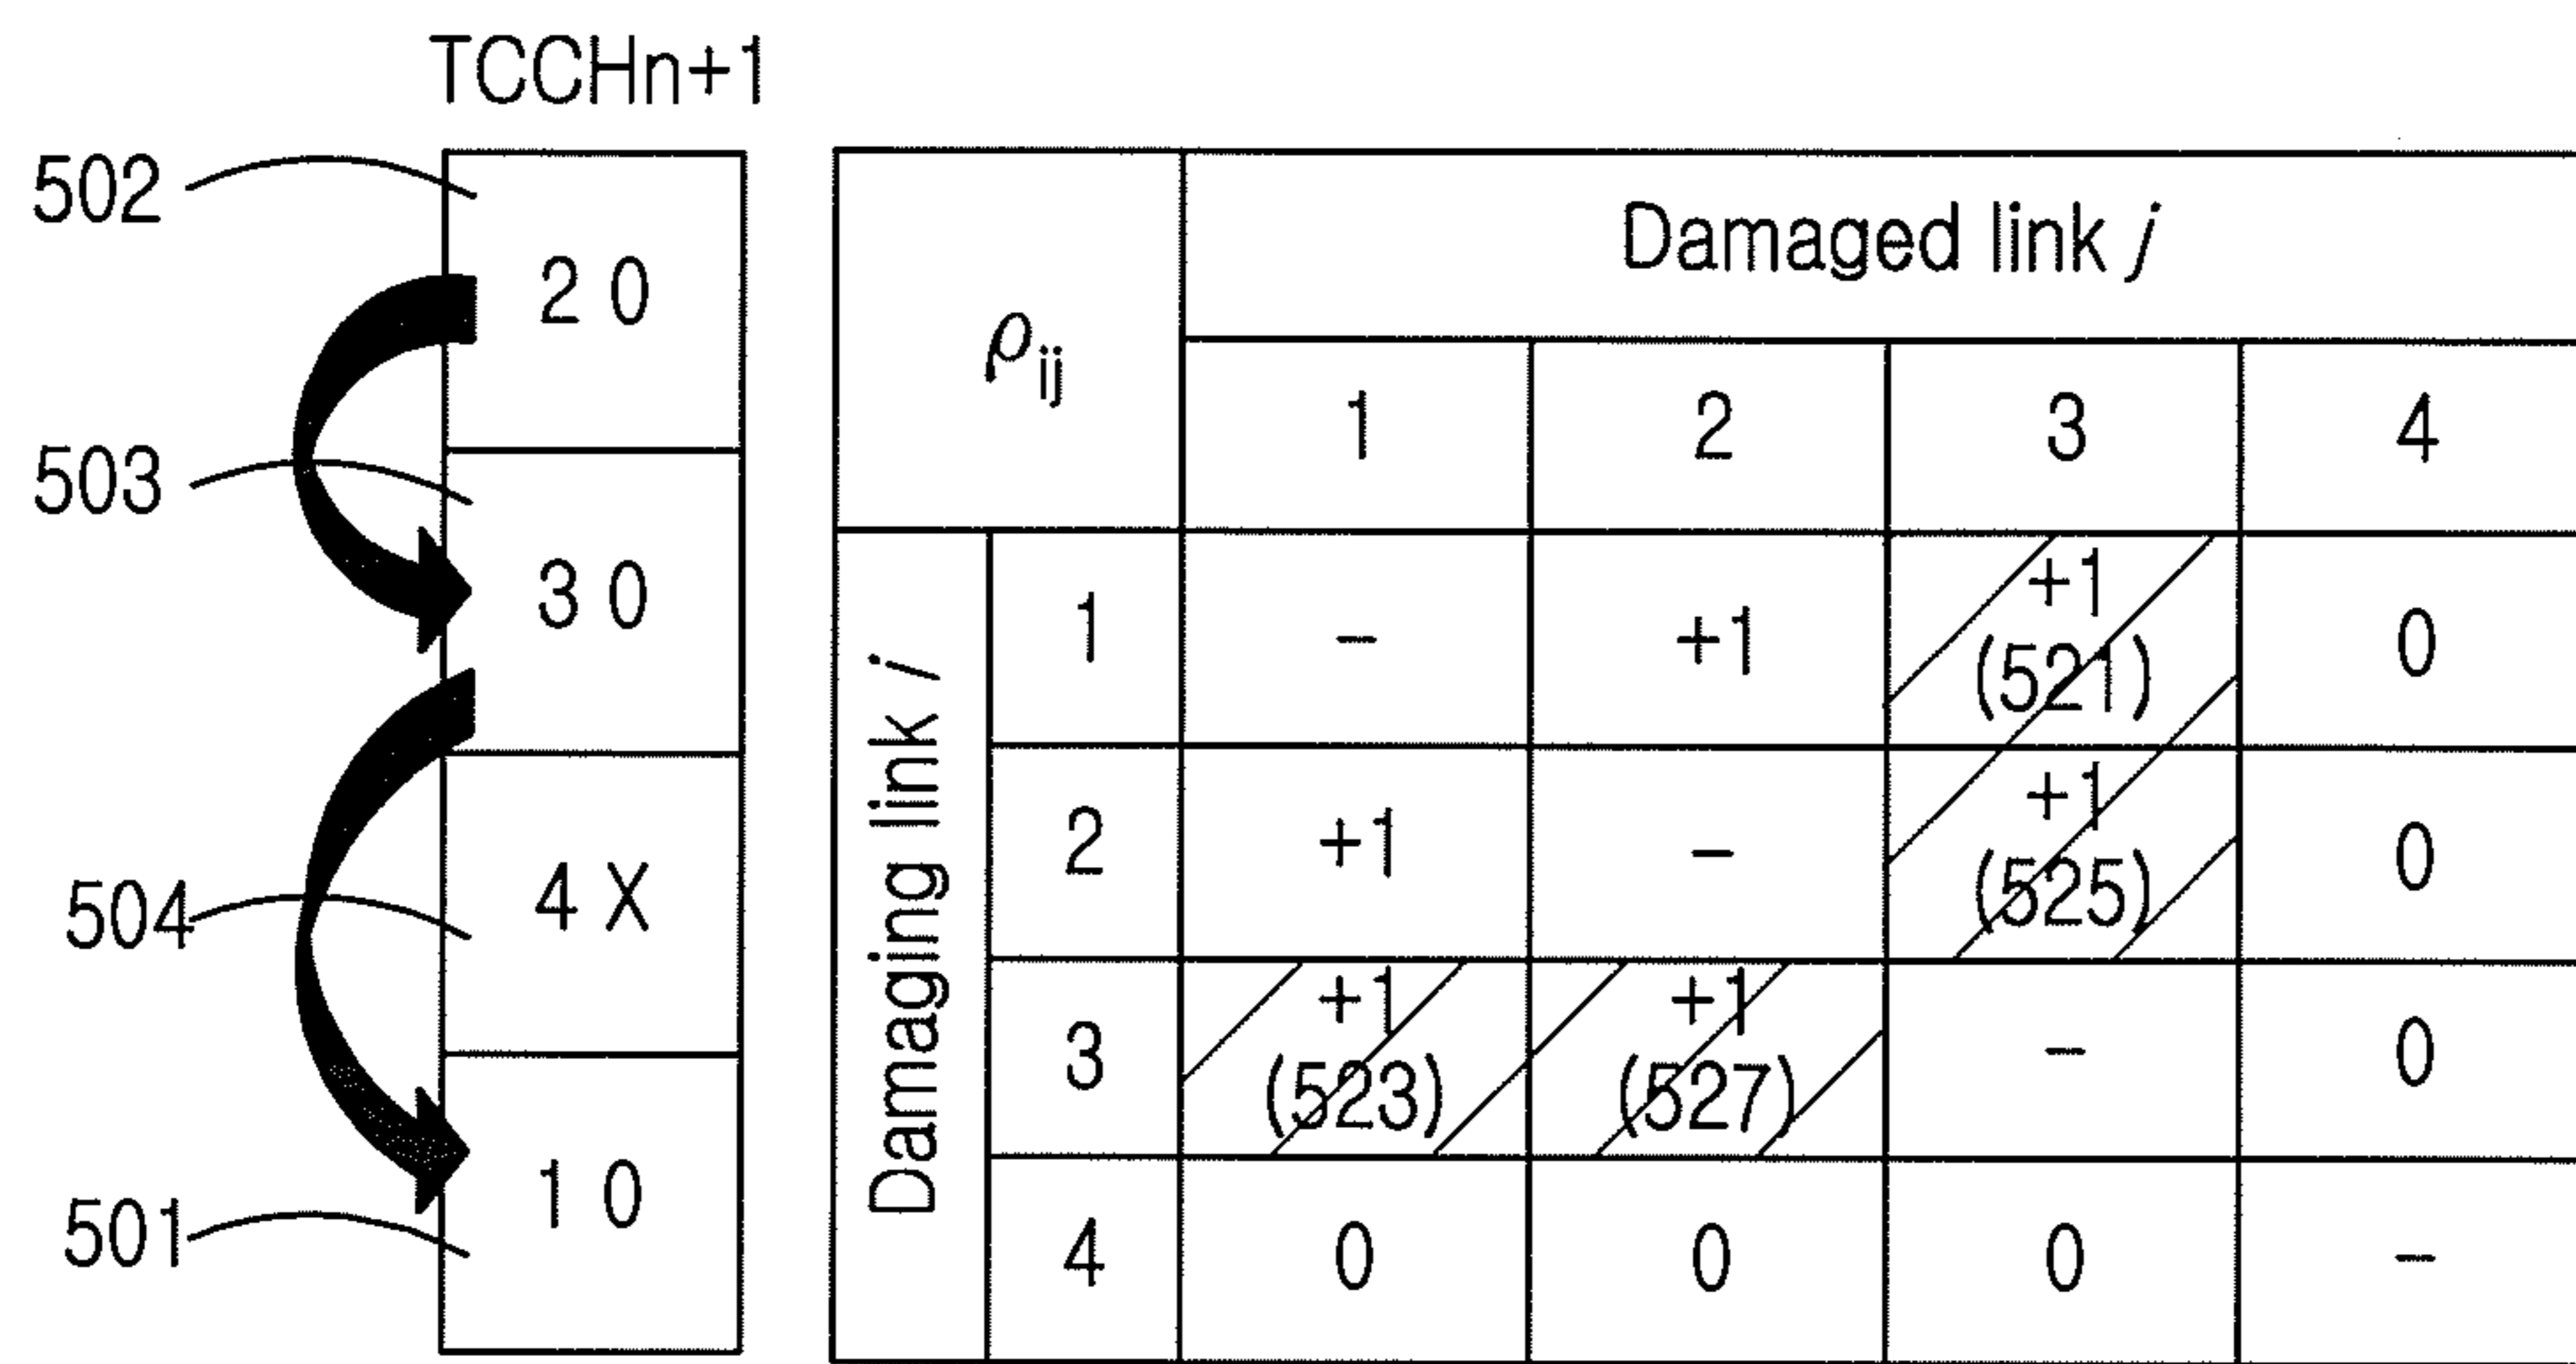 TCCHn+1
502
2 0
503
3 0
504
4 X
501
1 0
ρij
Damaged link j
1 2 3 4
Damaging link i
1 - +1 +1 (521) 0
2 +1 - +1 (525) 0
3 +1 (523) +1 (527) - 0
4 0 0 0 -